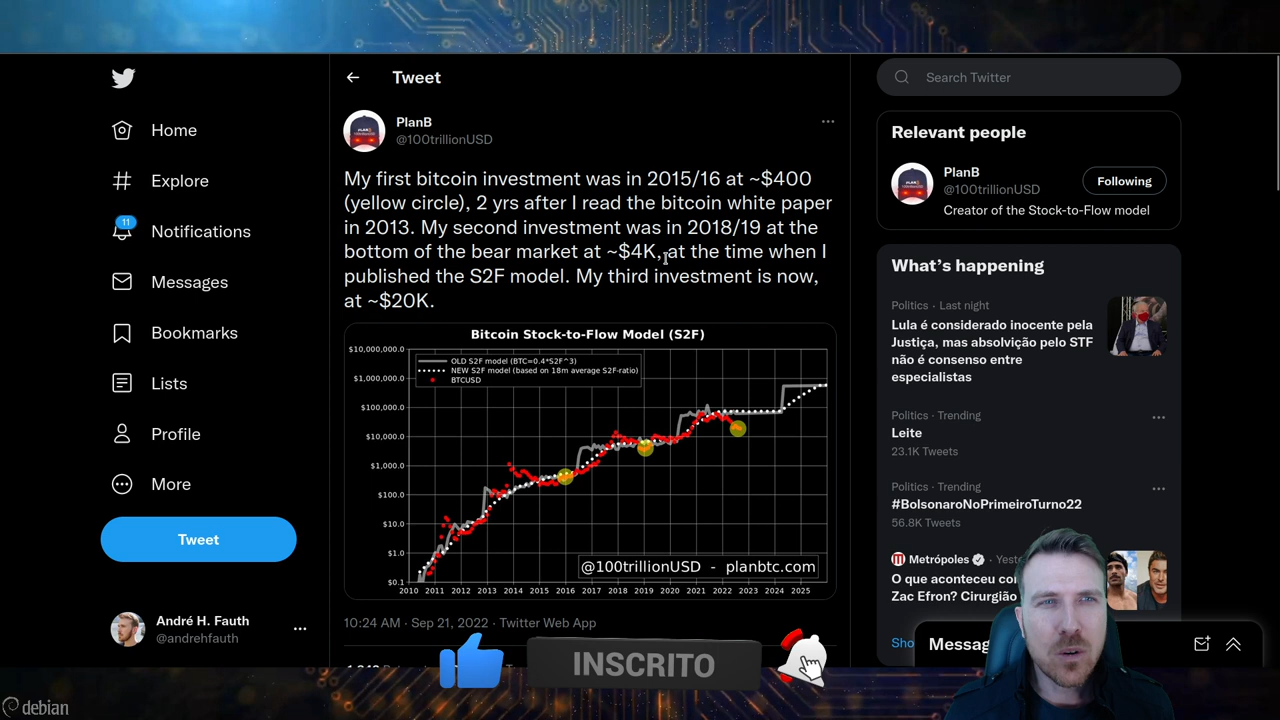 Home
Explore
11
Notifications
Messages
Bookmarks
Lists
Profile
More
Tweet
André H. Fauth
@andrehfauth
Tweet
PlanB
@100trillionUSD
My first bitcoin investment was in 2015/16 at ~$400
(yellow circle), 2 yrs after I read the bitcoin white paper
in 2013. My second investment was in 2018/19 at the
bottom of the bear market at ~$4K, at the time when I
published the S2F model. My third investment is now,
at ~$20K.
Bitcoin Stock-to-Flow Model (S2F)
OLD S2F model (BTC=0.4*S2F^3)
NEW S2F model (based on 18m average S2F-ratio)
BTCUSD
$10,000,000.0
$1,000,000.0
$100,000.0
$10,000.0
$1,000.0
$100.0
$10.0
$1.0
$0.1
2010 2011 2012 2013 2014 2015 2016 2017 2018 2019 2020 2021 2022 2023 2024 2025
@100trillionUSD - planbtc.com
10:24 AM · Sep 21, 2022 · Twitter Web App
INSCRITO
Search Twitter
Relevant people
PlanB
@100trillionUSD
Following
Creator of the Stock-to-Flow model
What's happening
Politics · Last night
Lula é considerado inocente pela
Justiça, mas absolvição pelo STF
não é consenso entre
especialistas
Politics · Trending
Leite
23.1K Tweets
Politics · Trending
#BolsonaroNoPrimeiroTurno22
56.8K Tweets
Metrópoles ·
O que aconteceu
Zac Efron? Cirurgião
debian